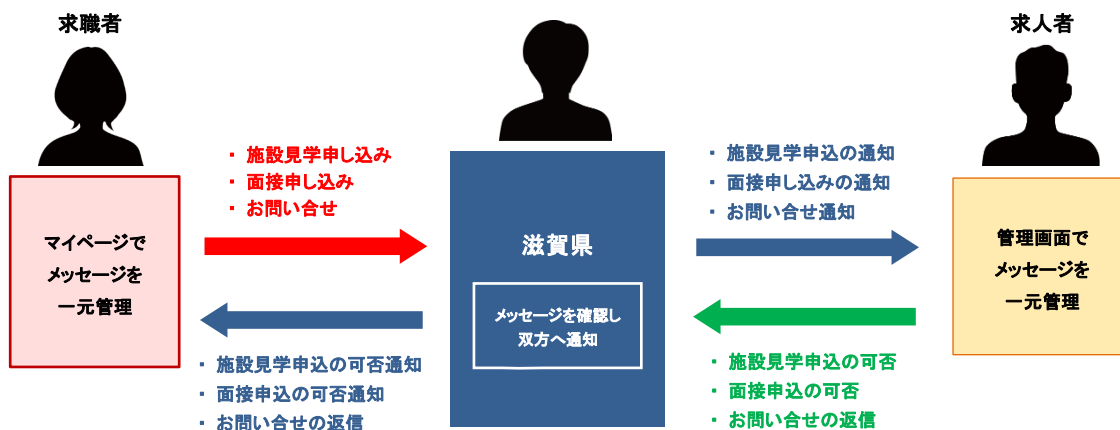 求職者
求人者
・ 施設見学申し込み
・ 面接申し込み
・ お問い合せ
・ 施設見学申込の通知
・ 面接申し込みの通知
・ お問い合せ通知
マイページで
メッセージを
一元管理
滋賀県
メッセージを確認し
双方へ通知
管理画面で
メッセージを
一元管理
・ 施設見学申込の可否通知
・ 面接申込の可否通知
・ お問い合せの返信
・ 施設見学申込の可否
・ 面接申込の可否
・ お問い合せの返信